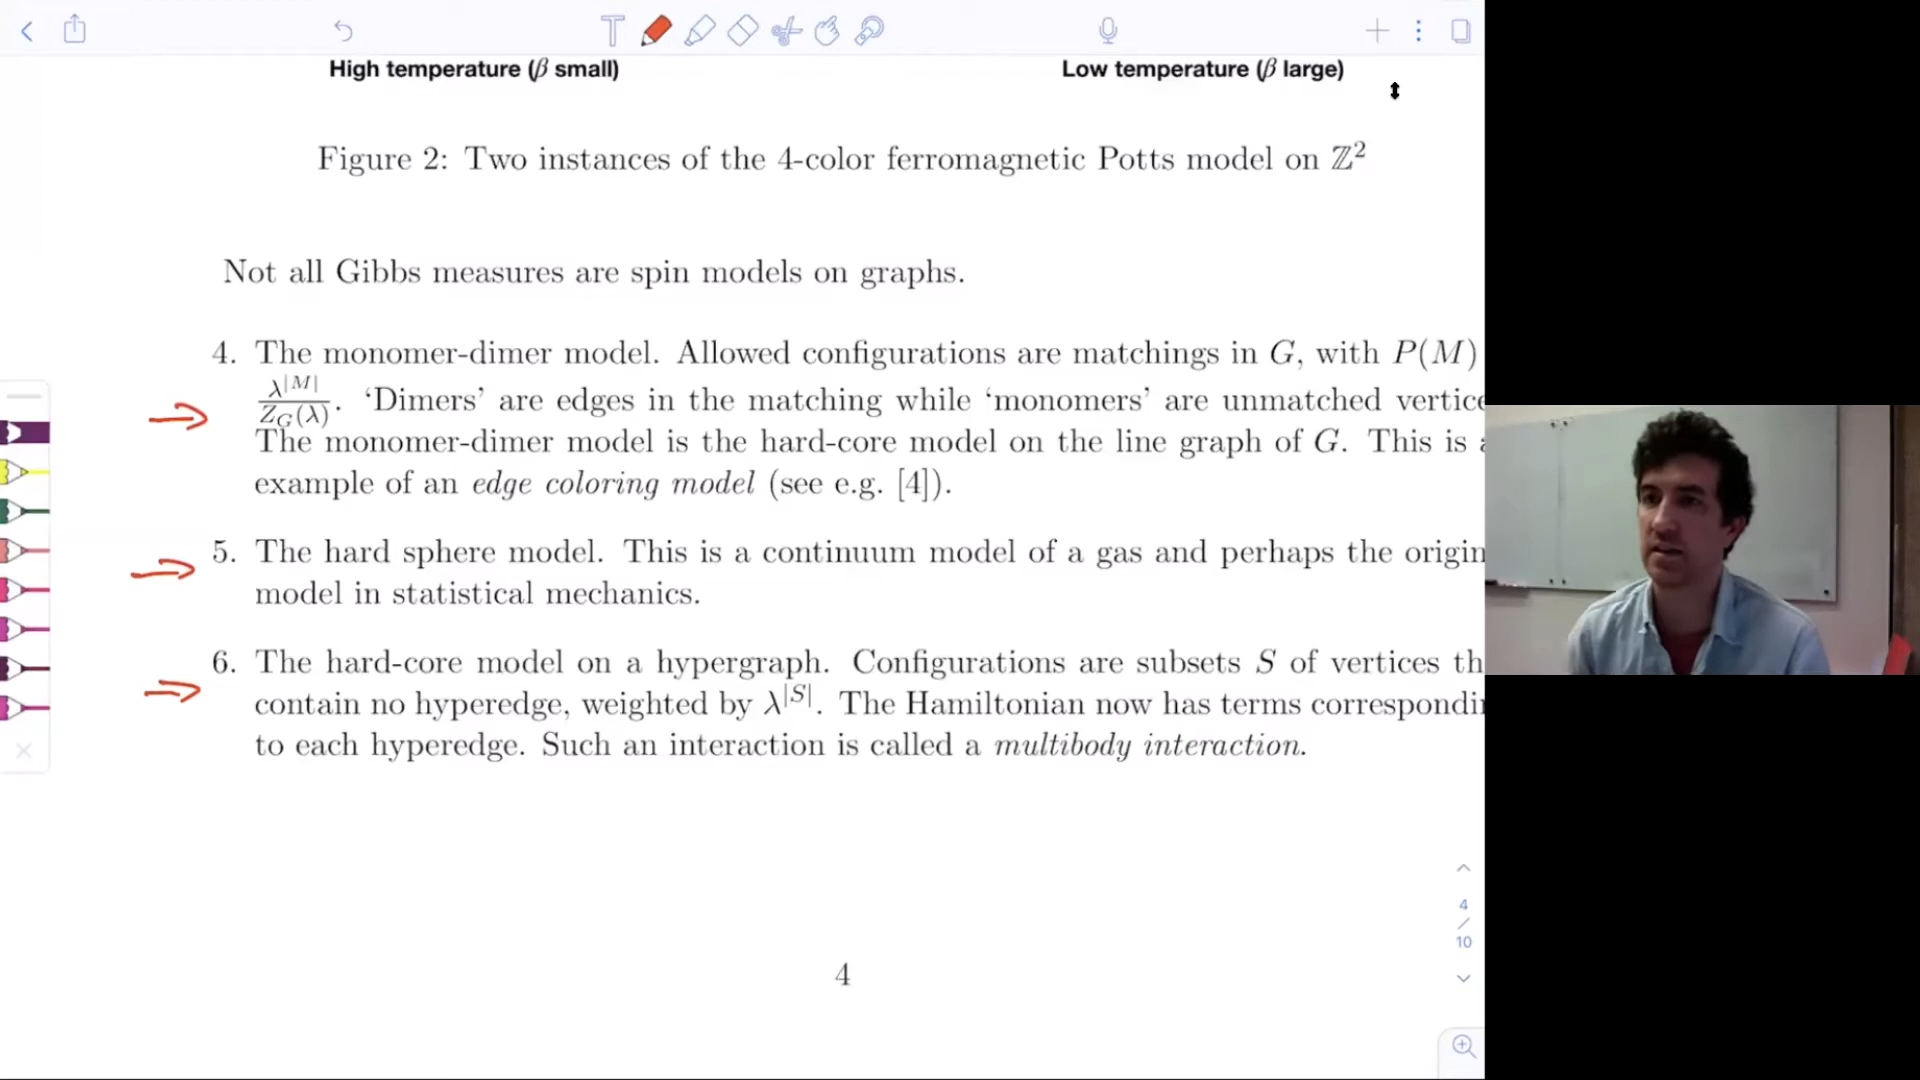 High temperature (β small) Low temperature (β large)
Figure 2: Two instances of the 4-color ferromagnetic Potts model on ℤ²
Not all Gibbs measures are spin models on graphs.
4. The monomer-dimer model. Allowed configurations are matchings in G, with P(M)
λ^|M| / Z_G(λ). ‘Dimers’ are edges in the matching while ‘monomers’ are unmatched vertice
The monomer-dimer model is the hard-core model on the line graph of G. This is a
example of an edge coloring model (see e.g. [4]).
5. The hard sphere model. This is a continuum model of a gas and perhaps the origin
model in statistical mechanics.
6. The hard-core model on a hypergraph. Configurations are subsets S of vertices th
contain no hyperedge, weighted by λ^|S|. The Hamiltonian now has terms correspondi
to each hyperedge. Such an interaction is called a multibody interaction.
4
/
10
4